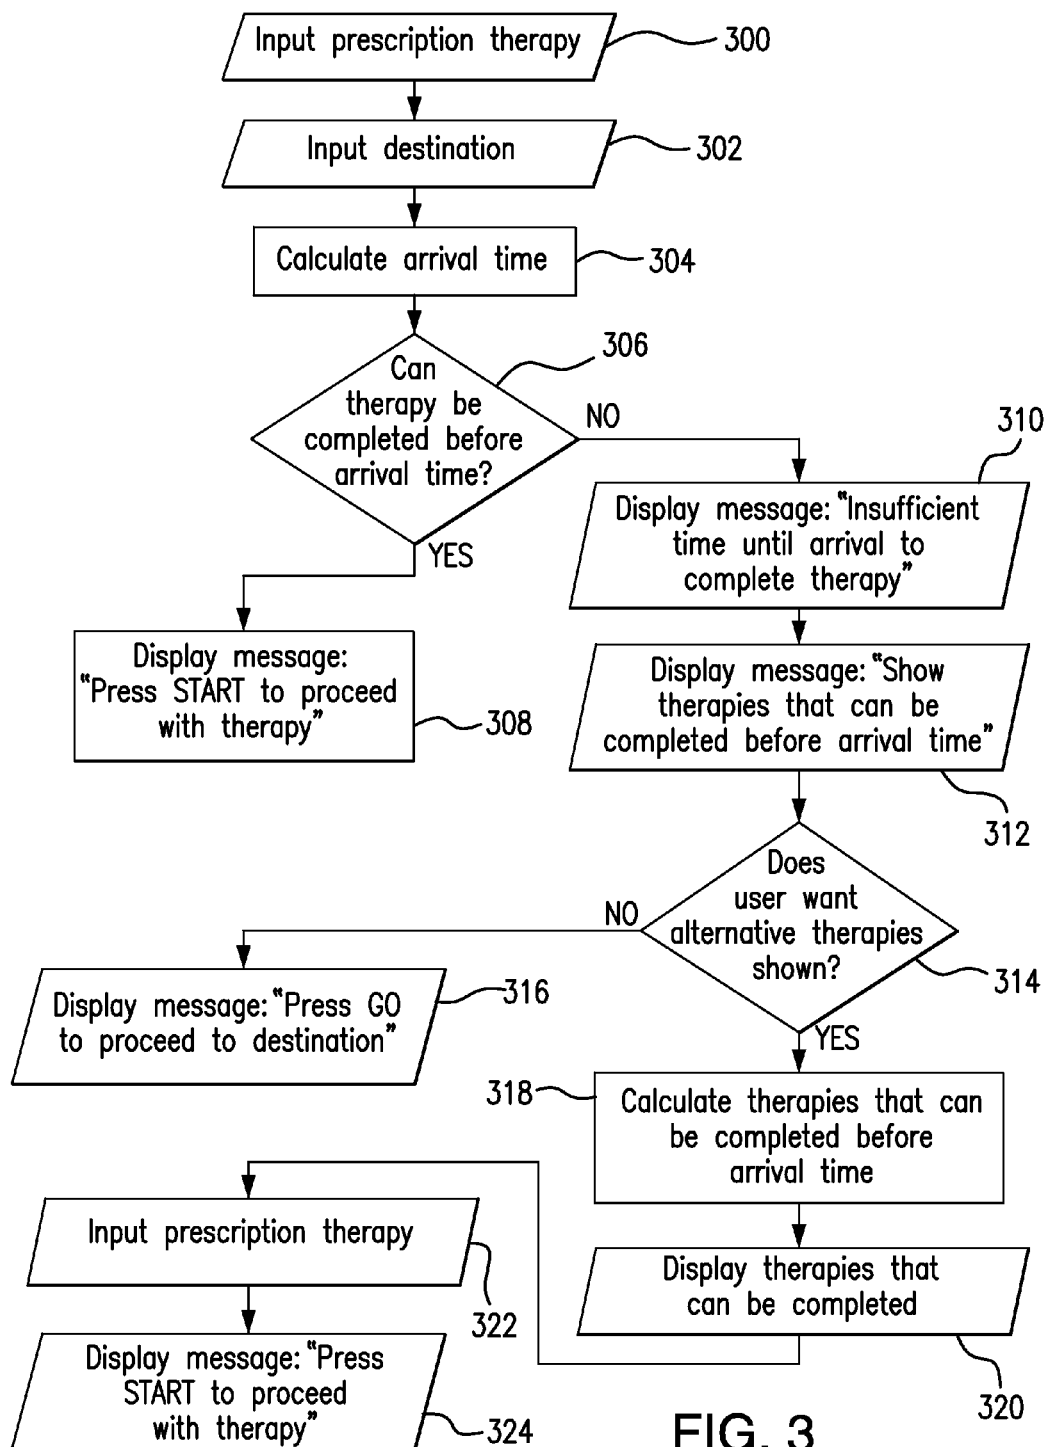 Input prescription therapy
300
Input destination
302
Calculate arrival time
304
306
Can
therapy be
completed before
arrival time?
NO
YES
310
Display message: "Insufficient
time until arrival to
complete therapy"
Display message:
"Press START to proceed
with therapy"
308
Display message: "Show
therapies that can be
completed before arrival time"
312
Does
user want
alternative therapies
shown?
NO
314
YES
Display message: "Press GO
to proceed to destination"
316
318
Calculate therapies that can
be completed before
arrival time
Input prescription therapy
322
Display therapies that
can be completed
320
Display message: "Press
START to proceed
with therapy"
324
FIG. 3